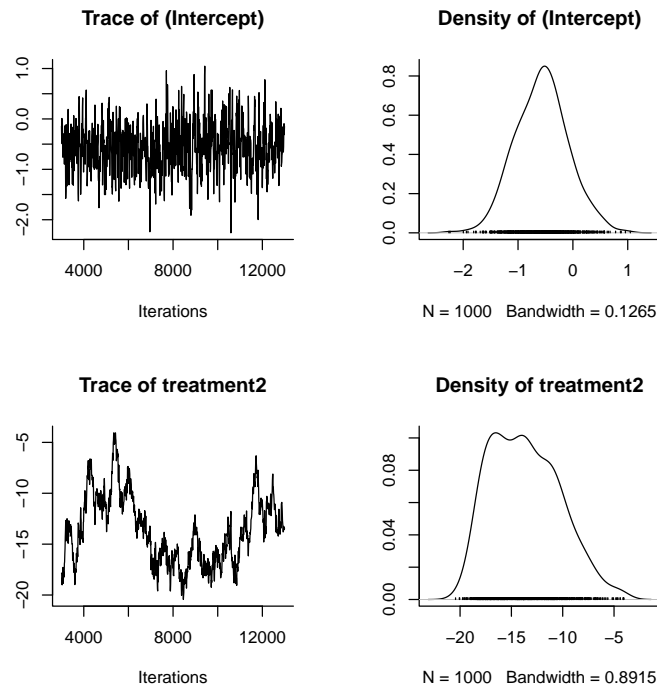 Trace of (Intercept)
1.0
0.0
−1.0
−2.0
4000 8000 12000
Iterations
Density of (Intercept)
0.8
0.6
0.4
0.2
0.0
−2 −1 0 1
N = 1000 Bandwidth = 0.1265
Trace of treatment2
−5
−10
−15
−20
4000 8000 12000
Iterations
Density of treatment2
0.08
0.04
0.00
−20 −15 −10 −5
N = 1000 Bandwidth = 0.8915